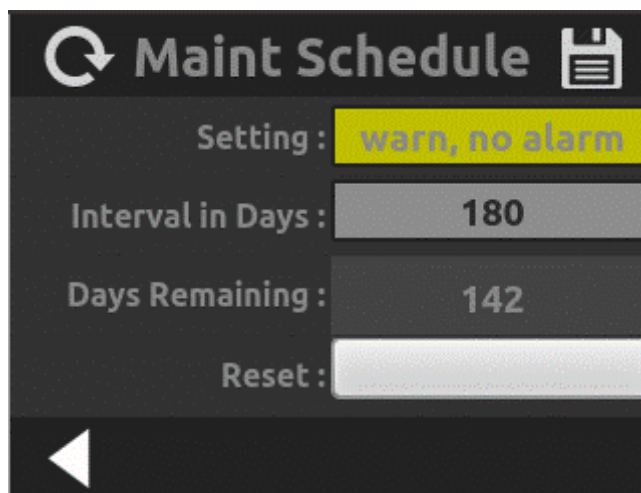 Maint Schedule
Setting : warn, no alarm
Interval in Days : 180
Days Remaining : 142
Reset :